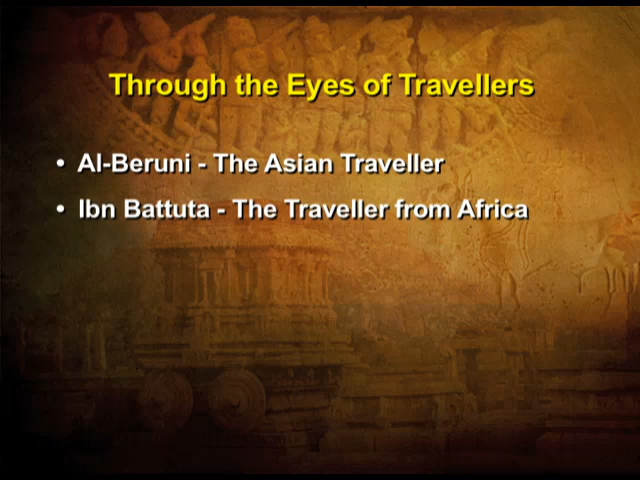 Through the Eyes of Travellers
• Al-Beruni - The Asian Traveller
• Ibn Battuta - The Traveller from Africa